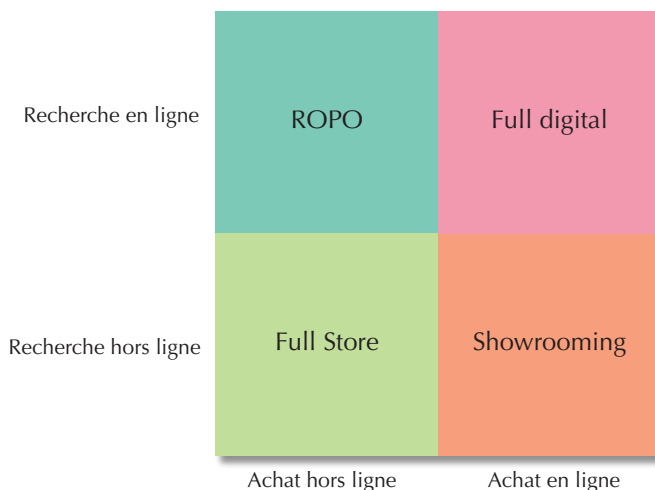 Recherche en ligne
ROPO
Full digital
Recherche hors ligne
Full Store
Showrooming
Achat hors ligne
Achat en ligne